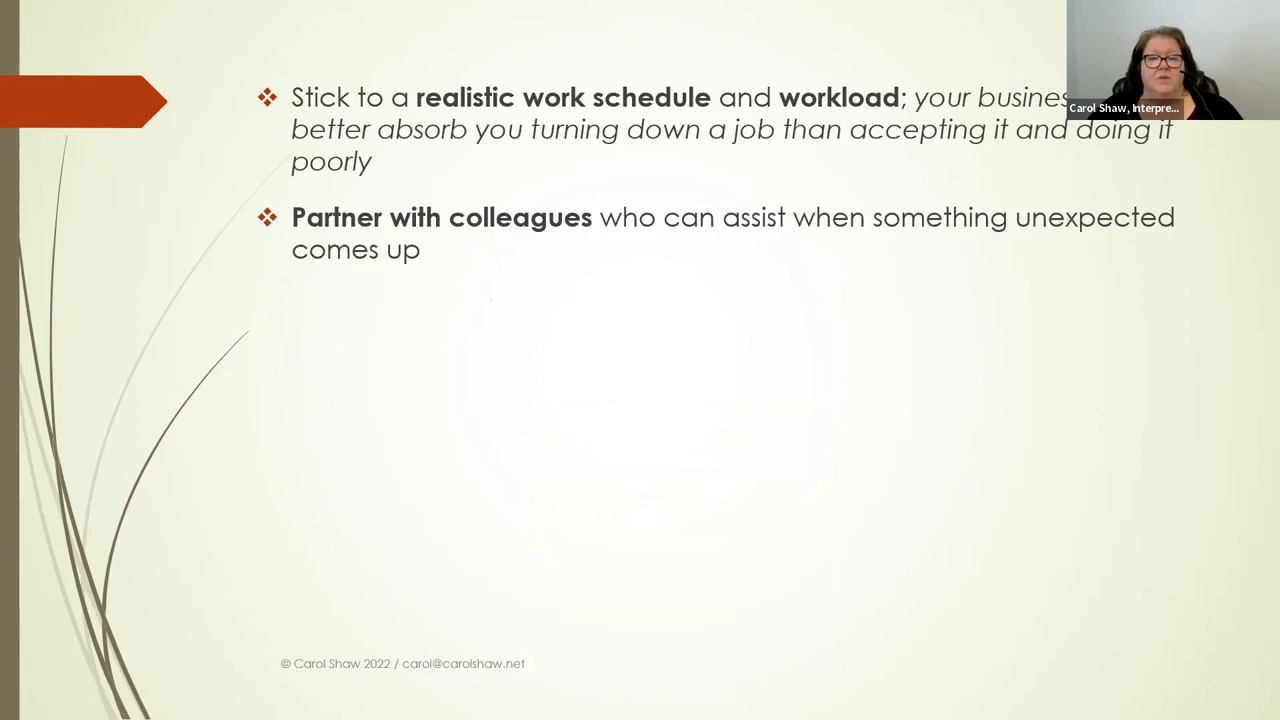 Stick to a realistic work schedule and workload; your busines
better absorb you turning down a job than accepting it and doing it
poorly
Partner with colleagues who can assist when something unexpected
comes up
Carol Shaw, Interpre...
© Carol Shaw 2022 / carol@carolshaw.net